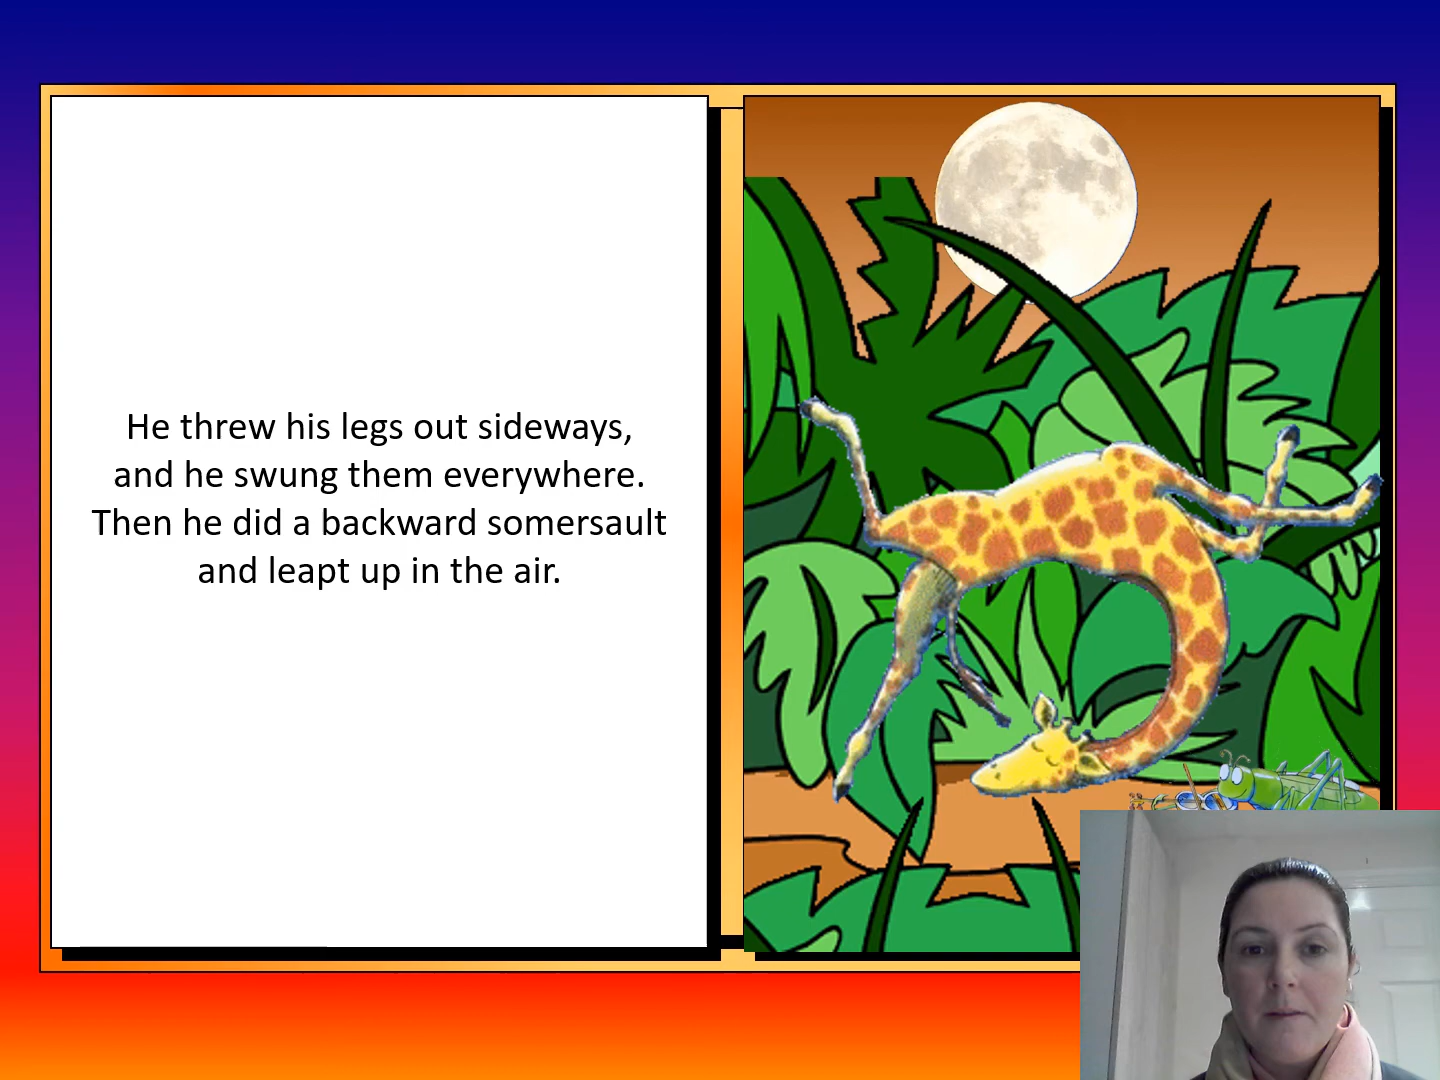 He threw his legs out sideways,
and he swung them everywhere.
Then he did a backward somersault
and leapt up in the air.